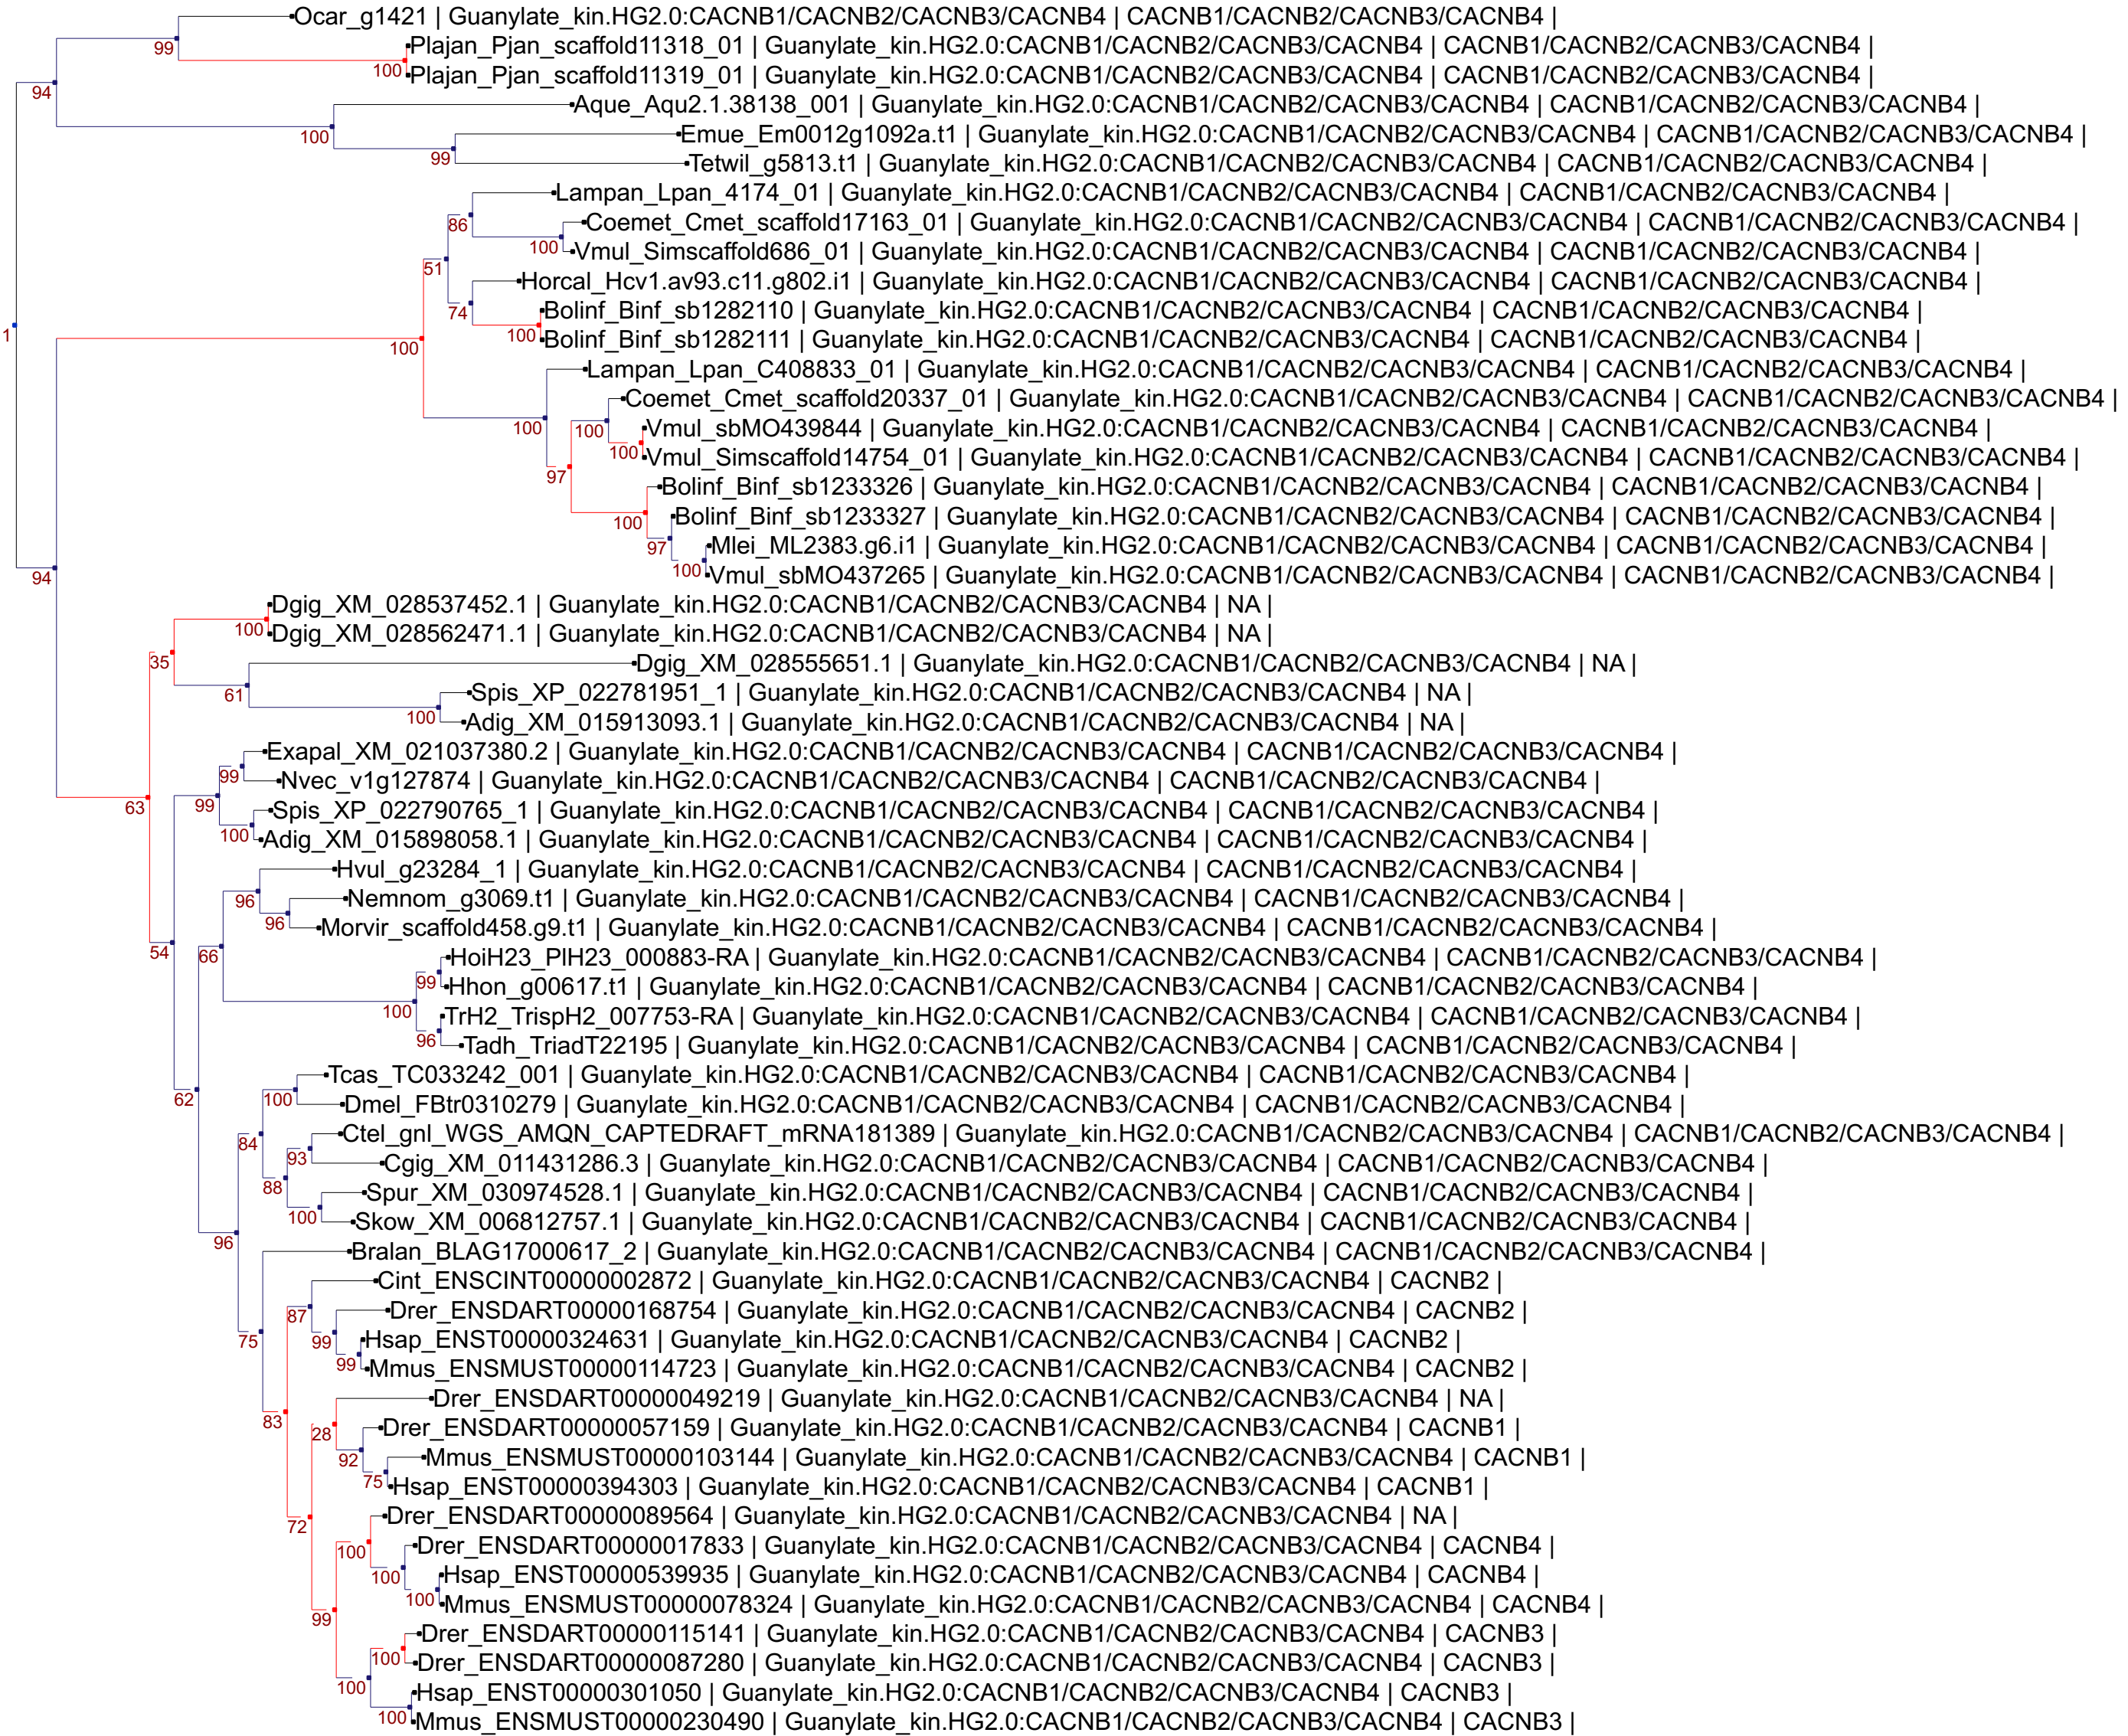 Ocar_g1421 | Guanylate_kin.HG2.0:CACNB1/CACNB2/CACNB3/CACNB4 | CACNB1/CACNB2/CACNB3/CACNB4 |
99
Plajan_Pjan_scaffold11318_01 | Guanylate_kin.HG2.0:CACNB1/CACNB2/CACNB3/CACNB4 | CACNB1/CACNB2/CACNB3/CACNB4 |
100
Plajan_Pjan_scaffold11319_01 | Guanylate_kin.HG2.0:CACNB1/CACNB2/CACNB3/CACNB4 | CACNB1/CACNB2/CACNB3/CACNB4 |
94
Aque_Aqu2.1.38138_001 | Guanylate_kin.HG2.0:CACNB1/CACNB2/CACNB3/CACNB4 | CACNB1/CACNB2/CACNB3/CACNB4 |
100
Emue_Em0012g1092a.t1 | Guanylate_kin.HG2.0:CACNB1/CACNB2/CACNB3/CACNB4 | CACNB1/CACNB2/CACNB3/CACNB4 |
99
Tetwil_g5813.t1 | Guanylate_kin.HG2.0:CACNB1/CACNB2/CACNB3/CACNB4 | CACNB1/CACNB2/CACNB3/CACNB4 |
Lampan_Lpan_4174_01 | Guanylate_kin.HG2.0:CACNB1/CACNB2/CACNB3/CACNB4 | CACNB1/CACNB2/CACNB3/CACNB4 |
86
Coemet_Cmet_scaffold17163_01 | Guanylate_kin.HG2.0:CACNB1/CACNB2/CACNB3/CACNB4 | CACNB1/CACNB2/CACNB3/CACNB4 |
100
Vmul_Simscaffold686_01 | Guanylate_kin.HG2.0:CACNB1/CACNB2/CACNB3/CACNB4 | CACNB1/CACNB2/CACNB3/CACNB4 |
51
Horcal_Hcv1.av93.c11.g802.i1 | Guanylate_kin.HG2.0:CACNB1/CACNB2/CACNB3/CACNB4 | CACNB1/CACNB2/CACNB3/CACNB4 |
74
Bolinf_Binf_sb1282110 | Guanylate_kin.HG2.0:CACNB1/CACNB2/CACNB3/CACNB4 | CACNB1/CACNB2/CACNB3/CACNB4 |
100
1
Bolinf_Binf_sb1282111 | Guanylate_kin.HG2.0:CACNB1/CACNB2/CACNB3/CACNB4 | CACNB1/CACNB2/CACNB3/CACNB4 |
100
Lampan_Lpan_C408833_01 | Guanylate_kin.HG2.0:CACNB1/CACNB2/CACNB3/CACNB4 | CACNB1/CACNB2/CACNB3/CACNB4 |
Coemet_Cmet_scaffold20337_01 | Guanylate_kin.HG2.0:CACNB1/CACNB2/CACNB3/CACNB4 | CACNB1/CACNB2/CACNB3/CACNB4 |
100
100
Vmul_sbMO439844 | Guanylate_kin.HG2.0:CACNB1/CACNB2/CACNB3/CACNB4 | CACNB1/CACNB2/CACNB3/CACNB4 |
100
Vmul_Simscaffold14754_01 | Guanylate_kin.HG2.0:CACNB1/CACNB2/CACNB3/CACNB4 | CACNB1/CACNB2/CACNB3/CACNB4 |
97
Bolinf_Binf_sb1233326 | Guanylate_kin.HG2.0:CACNB1/CACNB2/CACNB3/CACNB4 | CACNB1/CACNB2/CACNB3/CACNB4 |
100
Bolinf_Binf_sb1233327 | Guanylate_kin.HG2.0:CACNB1/CACNB2/CACNB3/CACNB4 | CACNB1/CACNB2/CACNB3/CACNB4 |
97
Mlei_ML2383.g6.i1 | Guanylate_kin.HG2.0:CACNB1/CACNB2/CACNB3/CACNB4 | CACNB1/CACNB2/CACNB3/CACNB4 |
100
94
Vmul_sbMO437265 | Guanylate_kin.HG2.0:CACNB1/CACNB2/CACNB3/CACNB4 | CACNB1/CACNB2/CACNB3/CACNB4 |
Dgig_XM_028537452.1 | Guanylate_kin.HG2.0:CACNB1/CACNB2/CACNB3/CACNB4 | NA |
100
Dgig_XM_028562471.1 | Guanylate_kin.HG2.0:CACNB1/CACNB2/CACNB3/CACNB4 | NA |
35
Dgig_XM_028555651.1 | Guanylate_kin.HG2.0:CACNB1/CACNB2/CACNB3/CACNB4 | NA |
61
Spis_XP_022781951_1 | Guanylate_kin.HG2.0:CACNB1/CACNB2/CACNB3/CACNB4 | NA |
100
Adig_XM_015913093.1 | Guanylate_kin.HG2.0:CACNB1/CACNB2/CACNB3/CACNB4 | NA |
Exapal_XM_021037380.2 | Guanylate_kin.HG2.0:CACNB1/CACNB2/CACNB3/CACNB4 | CACNB1/CACNB2/CACNB3/CACNB4 |
99
Nvec_v1g127874 | Guanylate_kin.HG2.0:CACNB1/CACNB2/CACNB3/CACNB4 | CACNB1/CACNB2/CACNB3/CACNB4 |
63
99
Spis_XP_022790765_1 | Guanylate_kin.HG2.0:CACNB1/CACNB2/CACNB3/CACNB4 | CACNB1/CACNB2/CACNB3/CACNB4 |
100
Adig_XM_015898058.1 | Guanylate_kin.HG2.0:CACNB1/CACNB2/CACNB3/CACNB4 | CACNB1/CACNB2/CACNB3/CACNB4 |
Hvul_g23284_1 | Guanylate_kin.HG2.0:CACNB1/CACNB2/CACNB3/CACNB4 | CACNB1/CACNB2/CACNB3/CACNB4 |
96
Nemnom_g3069.t1 | Guanylate_kin.HG2.0:CACNB1/CACNB2/CACNB3/CACNB4 | CACNB1/CACNB2/CACNB3/CACNB4 |
96
Morvir_scaffold458.g9.t1 | Guanylate_kin.HG2.0:CACNB1/CACNB2/CACNB3/CACNB4 | CACNB1/CACNB2/CACNB3/CACNB4 |
54
66
HoiH23_PlH23_000883-RA | Guanylate_kin.HG2.0:CACNB1/CACNB2/CACNB3/CACNB4 | CACNB1/CACNB2/CACNB3/CACNB4 |
99
Hhon_g00617.t1 | Guanylate_kin.HG2.0:CACNB1/CACNB2/CACNB3/CACNB4 | CACNB1/CACNB2/CACNB3/CACNB4 |
100
TrH2_TrispH2_007753-RA | Guanylate_kin.HG2.0:CACNB1/CACNB2/CACNB3/CACNB4 | CACNB1/CACNB2/CACNB3/CACNB4 |
96
Tadh_TriadT22195 | Guanylate_kin.HG2.0:CACNB1/CACNB2/CACNB3/CACNB4 | CACNB1/CACNB2/CACNB3/CACNB4 |
Tcas_TC033242_001 | Guanylate_kin.HG2.0:CACNB1/CACNB2/CACNB3/CACNB4 | CACNB1/CACNB2/CACNB3/CACNB4 |
62
100
Dmel_FBtr0310279 | Guanylate_kin.HG2.0:CACNB1/CACNB2/CACNB3/CACNB4 | CACNB1/CACNB2/CACNB3/CACNB4 |
84
Ctel_gnl_WGS_AMQN_CAPTEDRAFT_mRNA181389 | Guanylate_kin.HG2.0:CACNB1/CACNB2/CACNB3/CACNB4 | CACNB1/CACNB2/CACNB3/CACNB4 |
93
Cgig_XM_011431286.3 | Guanylate_kin.HG2.0:CACNB1/CACNB2/CACNB3/CACNB4 | CACNB1/CACNB2/CACNB3/CACNB4 |
88
Spur_XM_030974528.1 | Guanylate_kin.HG2.0:CACNB1/CACNB2/CACNB3/CACNB4 | CACNB1/CACNB2/CACNB3/CACNB4 |
100
Skow_XM_006812757.1 | Guanylate_kin.HG2.0:CACNB1/CACNB2/CACNB3/CACNB4 | CACNB1/CACNB2/CACNB3/CACNB4 |
96
Bralan_BLAG17000617_2 | Guanylate_kin.HG2.0:CACNB1/CACNB2/CACNB3/CACNB4 | CACNB1/CACNB2/CACNB3/CACNB4 |
Cint_ENSCINT00000002872 | Guanylate_kin.HG2.0:CACNB1/CACNB2/CACNB3/CACNB4 | CACNB2 |
87
Drer_ENSDART00000168754 | Guanylate_kin.HG2.0:CACNB1/CACNB2/CACNB3/CACNB4 | CACNB2 |
75
99
Hsap_ENST00000324631 | Guanylate_kin.HG2.0:CACNB1/CACNB2/CACNB3/CACNB4 | CACNB2 |
99
Mmus_ENSMUST00000114723 | Guanylate_kin.HG2.0:CACNB1/CACNB2/CACNB3/CACNB4 | CACNB2 |
Drer_ENSDART00000049219 | Guanylate_kin.HG2.0:CACNB1/CACNB2/CACNB3/CACNB4 | NA |
83
28
Drer_ENSDART00000057159 | Guanylate_kin.HG2.0:CACNB1/CACNB2/CACNB3/CACNB4 | CACNB1 |
92
Mmus_ENSMUST00000103144 | Guanylate_kin.HG2.0:CACNB1/CACNB2/CACNB3/CACNB4 | CACNB1 |
75
Hsap_ENST00000394303 | Guanylate_kin.HG2.0:CACNB1/CACNB2/CACNB3/CACNB4 | CACNB1 |
72
Drer_ENSDART00000089564 | Guanylate_kin.HG2.0:CACNB1/CACNB2/CACNB3/CACNB4 | NA |
100
Drer_ENSDART00000017833 | Guanylate_kin.HG2.0:CACNB1/CACNB2/CACNB3/CACNB4 | CACNB4 |
100
Hsap_ENST00000539935 | Guanylate_kin.HG2.0:CACNB1/CACNB2/CACNB3/CACNB4 | CACNB4 |
100
Mmus_ENSMUST00000078324 | Guanylate_kin.HG2.0:CACNB1/CACNB2/CACNB3/CACNB4 | CACNB4 |
99
Drer_ENSDART00000115141 | Guanylate_kin.HG2.0:CACNB1/CACNB2/CACNB3/CACNB4 | CACNB3 |
100
Drer_ENSDART00000087280 | Guanylate_kin.HG2.0:CACNB1/CACNB2/CACNB3/CACNB4 | CACNB3 |
100
Hsap_ENST00000301050 | Guanylate_kin.HG2.0:CACNB1/CACNB2/CACNB3/CACNB4 | CACNB3 |
100
Mmus_ENSMUST00000230490 | Guanylate_kin.HG2.0:CACNB1/CACNB2/CACNB3/CACNB4 | CACNB3 |